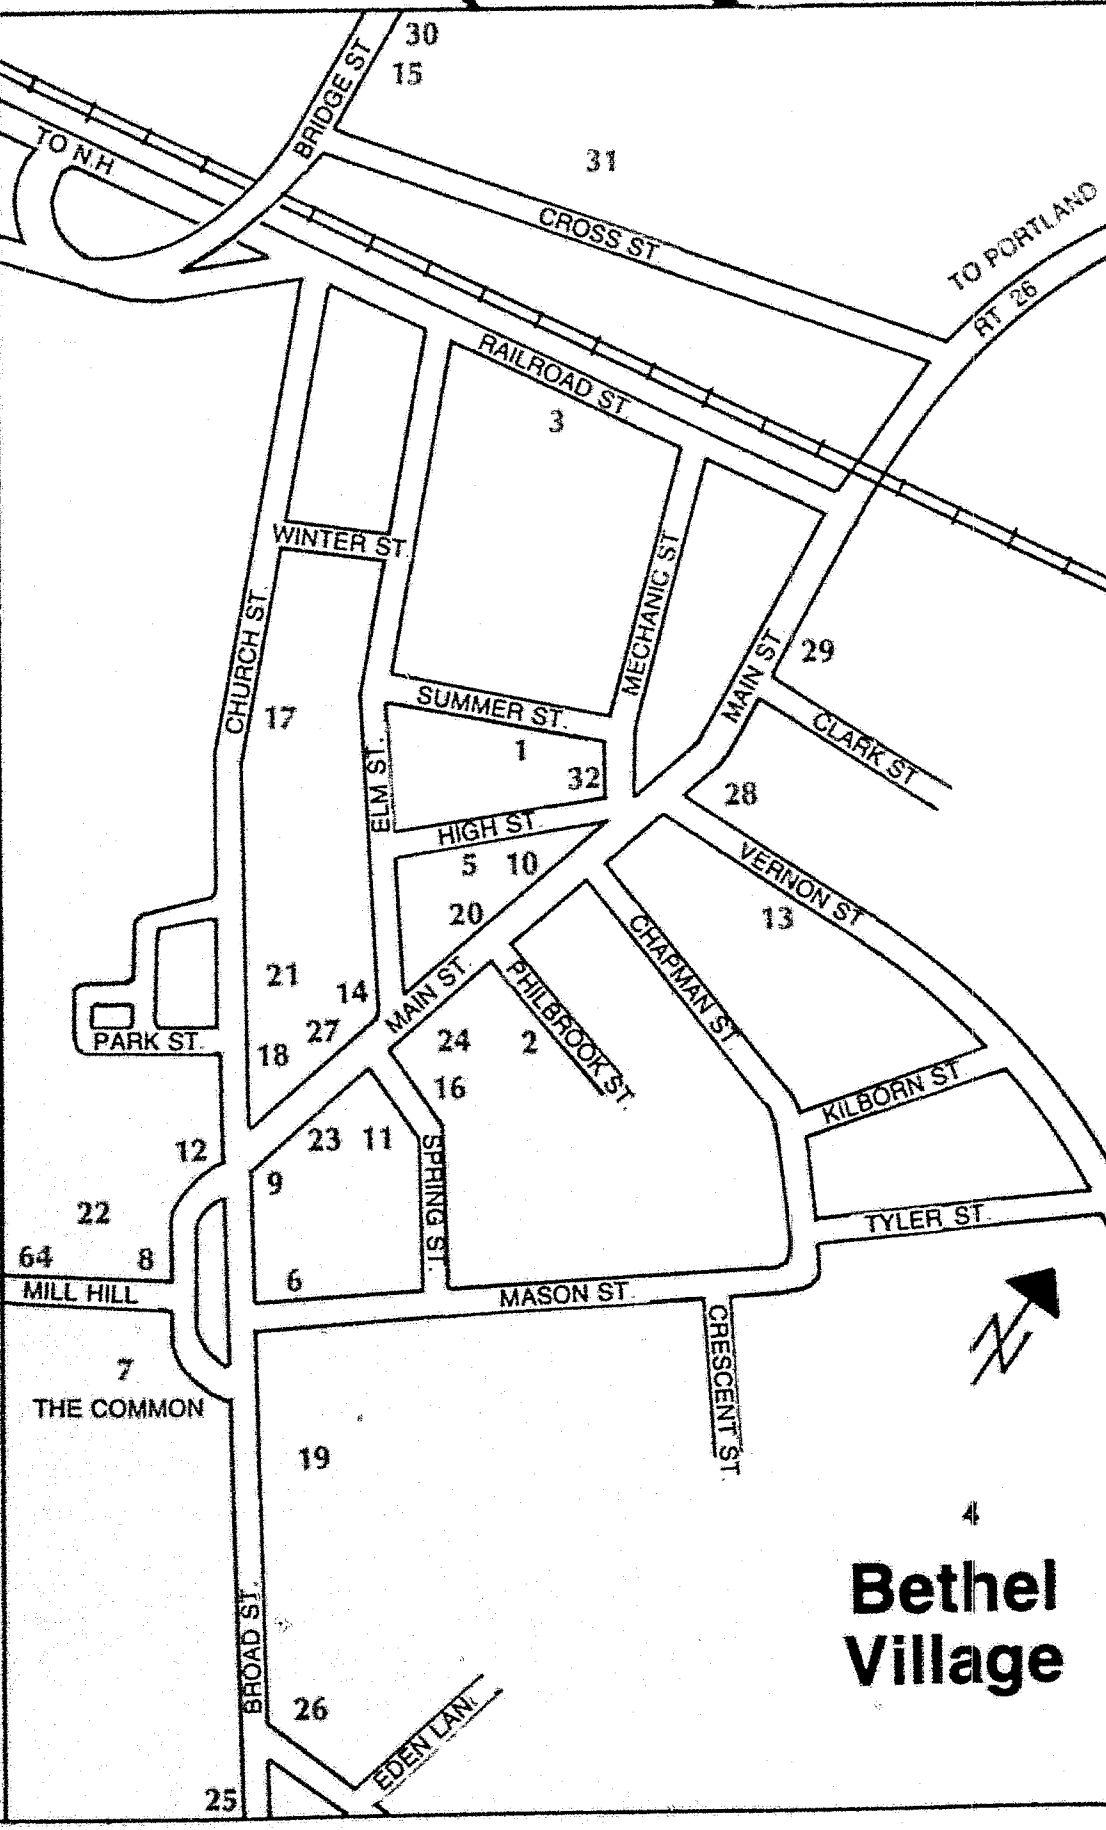 30
BRIDGE ST
15
TO N.H
31
CROSS ST
TO PORTLAND
RT 26
RAILROAD ST.
3
WINTER ST.
MECHANIC ST
CHURCH ST.
29
MAIN ST.
SUMMER ST.
17
CLARK ST
1
ELM ST.
32
28
HIGH ST.
5
10
VERNON ST
20
13
CHAPMAN ST.
21
14
MAIN ST.
PHILBROOK ST.
27
PARK ST.
18
24
2
16
KILBORN ST
12
23
11
SPRING ST.
9
22
TYLER ST.
64
8
6
MILL HILL
MASON ST.
CRESCENT ST.
7
THE COMMON
19
N
4
Bethel
Village
BROAD ST.
26
EDEN LAN
25